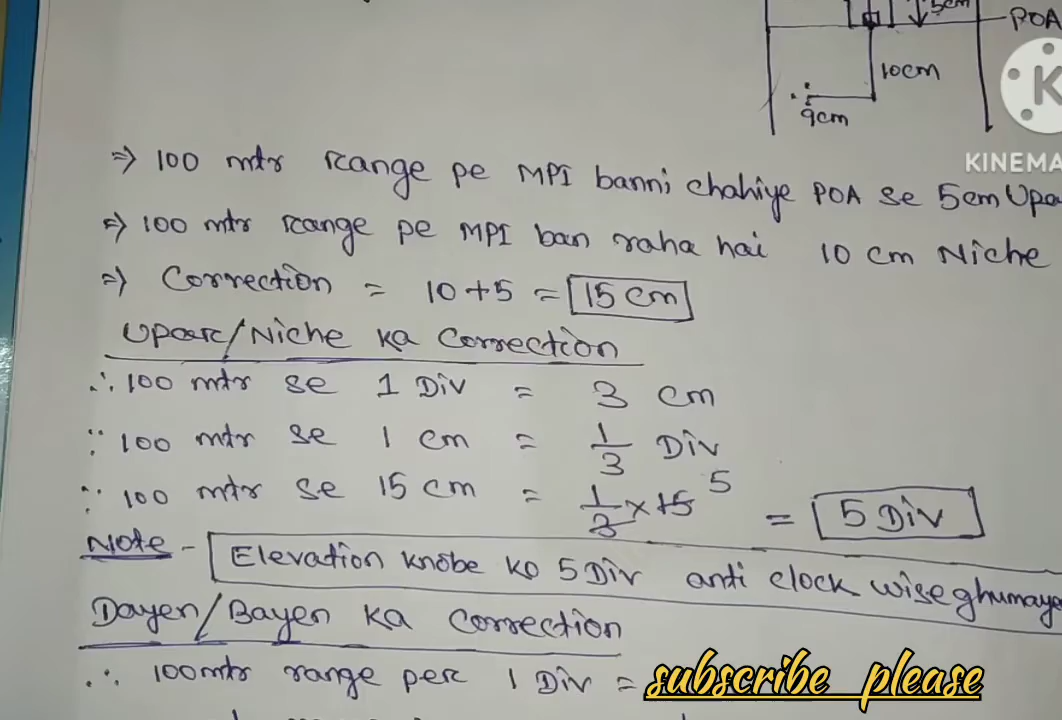 5cm
POA
10cm
9cm
K
KINEMA
⇒ 100 mtr range pe MPI banni chahiye POA se 5cm Upa
⇒ 100 mtr range pe MPI ban raha hai 10 cm Niche
⇒ Correction = 10+5 = 15 cm
Upar/Niche ka Correction
∴ 100 mtr se 1 Div = 3 cm
∵ 100 mtr se 1 cm = 1/3 Div
∵ 100 mtr se 15 cm = 1/3 × 15 5 = 5 Div
Note - Elevation knobe ko 5 Div anti clock wise ghumaya
Dayen/Bayen ka Correction
∴ 100mtr range per 1 Div =
subscribe please